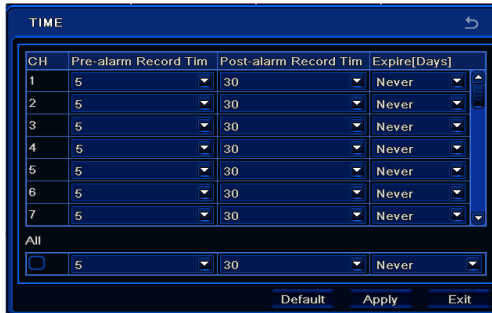 TIME
CH Pre-alarm Record Tim Post-alarm Record Tim Expire[Days]
1 5 30 Never
2 5 30 Never
3 5 30 Never
4 5 30 Never
5 5 30 Never
6 5 30 Never
7 5 30 Never
All
5 30 Never
Default Apply Exit